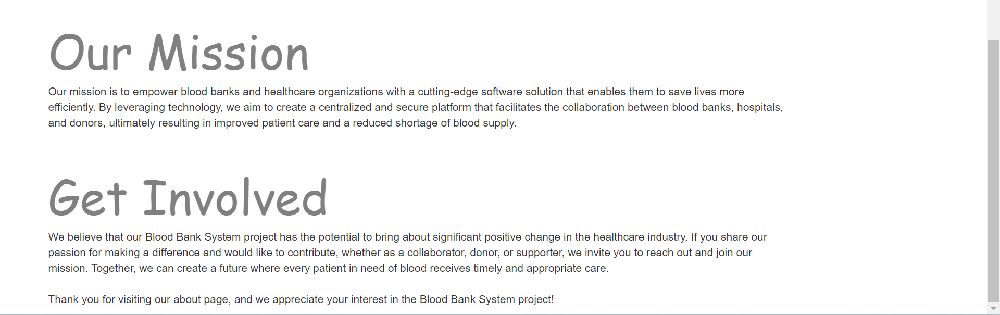 Our Mission
Our mission is to empower blood banks and healthcare organizations with a cutting-edge software solution that enables them to save lives more
efficiently. By leveraging technology, we aim to create a centralized and secure platform that facilitates the collaboration between blood banks, hospitals,
and donors, ultimately resulting in improved patient care and a reduced shortage of blood supply.
Get Involved
We believe that our Blood Bank System project has the potential to bring about significant positive change in the healthcare industry. If you share our
passion for making a difference and would like to contribute, whether as a collaborator, donor, or supporter, we invite you to reach out and join our
mission. Together, we can create a future where every patient in need of blood receives timely and appropriate care.
Thank you for visiting our about page, and we appreciate your interest in the Blood Bank System project!